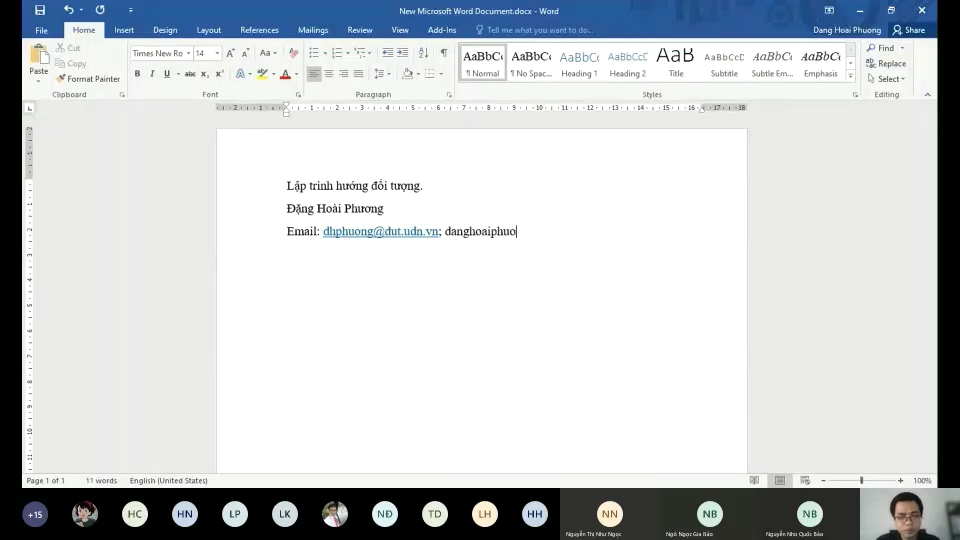 New Microsoft Word Document.docx - Word
File Home Insert Design Layout References Mailings Review View Add-Ins Tell me what you want to do... Dang Hoai Phuong Share
Paste
Cut
Copy
Format Painter
Clipboard
Times New Ro 14
Font
Paragraph
AaBbCc AaBbCc AaBbCc AaBbCcC AaB AaBbCcD AaBbCc AaBbCc
¶ Normal ¶ No Spac... Heading 1 Heading 2 Title Subtitle Subtle Em... Emphasis
Styles
Find
Replace
Select
Editing
Lập trình hướng đối tượng.
Đặng Hoài Phương
Email: dhphuong@dut.udn.vn; danghoaiphuo
Page 1 of 1 11 words English (United States) 100%
+15 HC HN LP LK NĐ TD LH HH NN NB NB
Nguyễn Thị Như Ngọc Ngô Ngọc Gia Bảo Nguyễn Nho Quốc Bảo